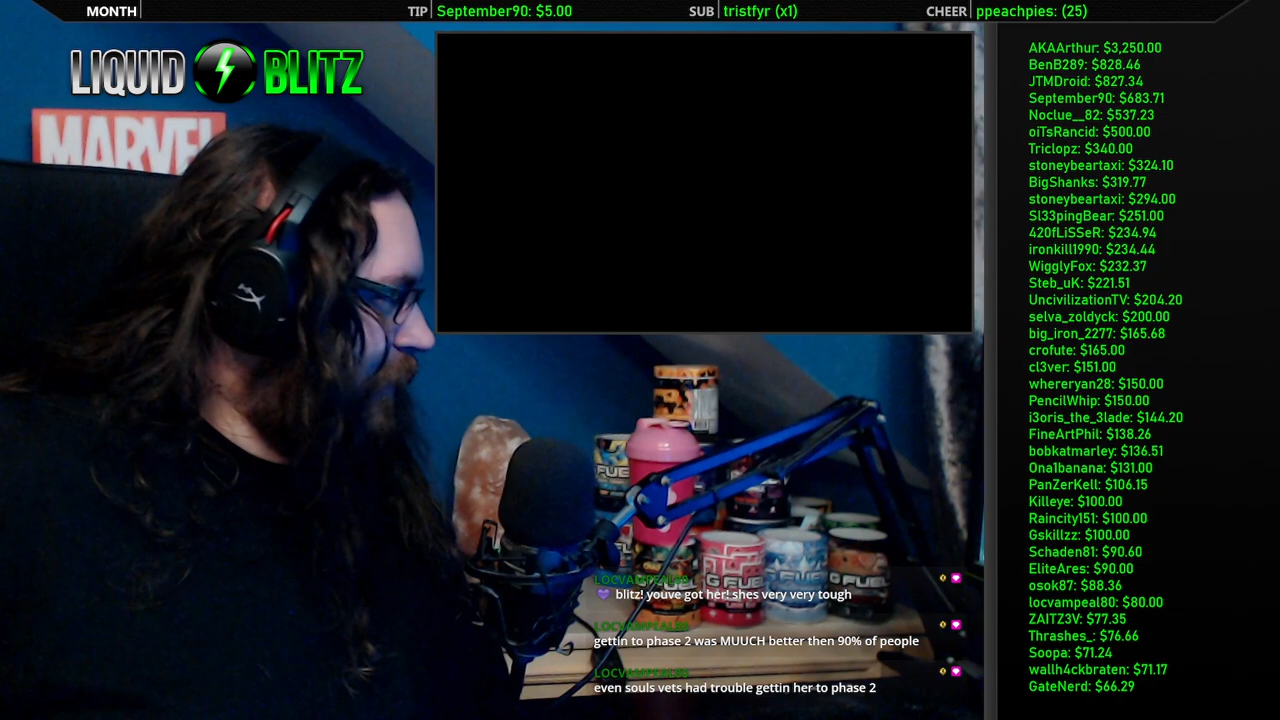 MONTH
TIP September90: $5.00
SUB tristfyr (x1)
CHEER ppeachpies: (25)
LIQUID BLITZ
MARVEL
AKAArthur: $3,250.00
BenB289: $828.46
JTMDroid: $827.34
September90: $683.71
Noclue__82: $537.23
oiTsRancid: $500.00
Triclopz: $340.00
stoneybeartaxi: $324.10
BigShanks: $319.77
stoneybeartaxi: $294.00
Sl33pingBear: $251.00
420fLiSSeR: $234.94
ironkill1990: $234.44
WigglyFox: $232.37
Steb_uK: $221.51
UncivilizationTV: $204.20
selva_zoldyck: $200.00
big_iron_2277: $165.68
crofute: $165.00
cl3ver: $151.00
whereryan28: $150.00
PencilWhip: $150.00
i3oris_the_3lade: $144.20
FineArtPhil: $138.26
bobkatmarley: $136.51
Ona1banana: $131.00
PanZerKell: $106.15
Killeye: $100.00
Raincity151: $100.00
Gskillzz: $100.00
Schaden81: $90.60
EliteAres: $90.00
osok87: $88.36
locvampeal80: $80.00
ZAITZ3V: $77.35
Thrashes_: $76.66
Soopa: $71.24
wallh4ckbraten: $71.17
GateNerd: $66.29
FUEL
G FUEL
G FUEL
LOCVAMPEAL80
blitz! youve got her! shes very very tough
LOCVAMPEAL80
gettin to phase 2 was MUUCH better then 90% of people
LOCVAMPEAL80
even souls vets had trouble gettin her to phase 2